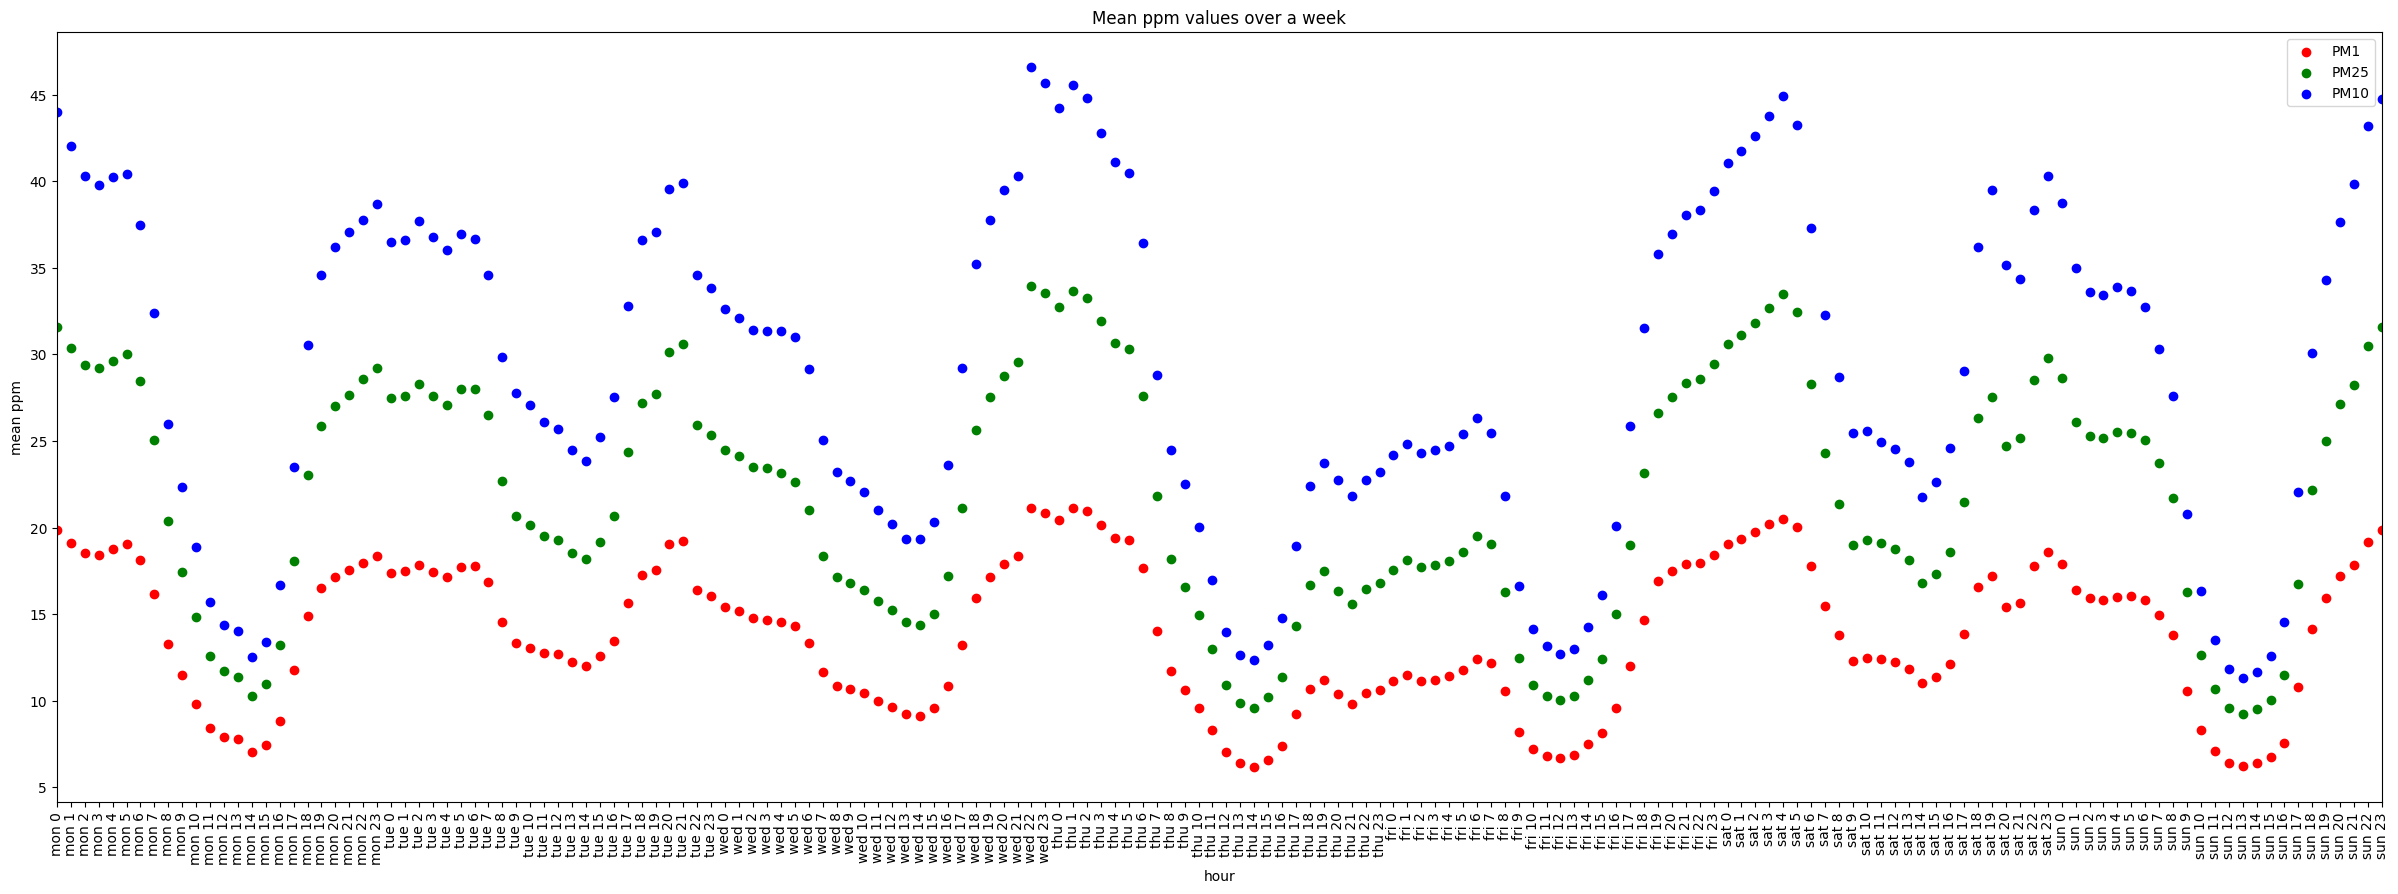 Mean ppm values over a week
PM1
PM25
PM10
mean ppm
45
40
35
30
25
20
15
10
5
mon 0
mon 1
mon 2
mon 3
mon 4
mon 5
mon 6
mon 7
mon 8
mon 9
mon 10
mon 11
mon 12
mon 13
mon 14
mon 15
mon 16
mon 17
mon 18
mon 19
mon 20
mon 21
mon 22
mon 23
tue 0
tue 1
tue 2
tue 3
tue 4
tue 5
tue 6
tue 7
tue 8
tue 9
tue 10
tue 11
tue 12
tue 13
tue 14
tue 15
tue 16
tue 17
tue 18
tue 19
tue 20
tue 21
tue 22
tue 23
wed 0
wed 1
wed 2
wed 3
wed 4
wed 5
wed 6
wed 7
wed 8
wed 9
wed 10
wed 11
wed 12
wed 13
wed 14
wed 15
wed 16
wed 17
wed 18
wed 19
wed 20
wed 21
wed 22
wed 23
thu 0
thu 1
thu 2
thu 3
thu 4
thu 5
thu 6
thu 7
thu 8
thu 9
thu 10
thu 11
thu 12
thu 13
thu 14
thu 15
thu 16
thu 17
thu 18
thu 19
thu 20
thu 21
thu 22
thu 23
fri 0
fri 1
fri 2
fri 3
fri 4
fri 5
fri 6
fri 7
fri 8
fri 9
fri 10
fri 11
fri 12
fri 13
fri 14
fri 15
fri 16
fri 17
fri 18
fri 19
fri 20
fri 21
fri 22
fri 23
sat 0
sat 1
sat 2
sat 3
sat 4
sat 5
sat 6
sat 7
sat 8
sat 9
sat 10
sat 11
sat 12
sat 13
sat 14
sat 15
sat 16
sat 17
sat 18
sat 19
sat 20
sat 21
sat 22
sat 23
sun 0
sun 1
sun 2
sun 3
sun 4
sun 5
sun 6
sun 7
sun 8
sun 9
sun 10
sun 11
sun 12
sun 13
sun 14
sun 15
sun 16
sun 17
sun 18
sun 19
sun 20
sun 21
sun 22
sun 23
hour